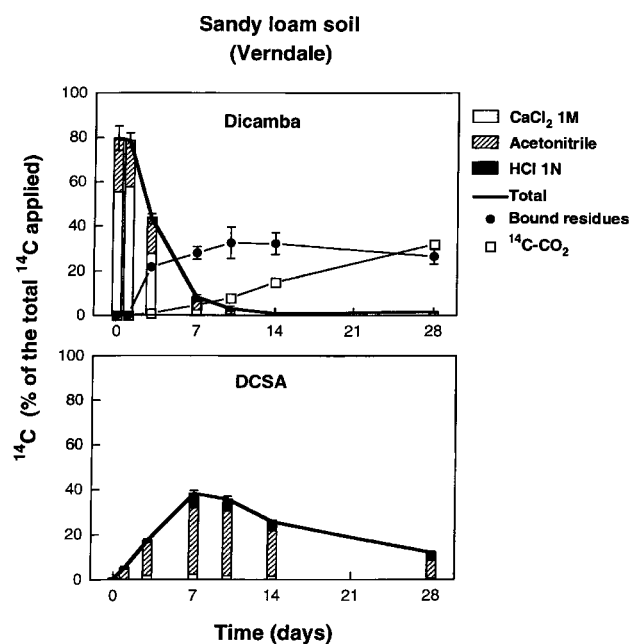 Sandy loam soil
(Verndale)
Dicamba
100
80
60
40
20
0
0 7 14 21 28
CaCl₂ 1M
Acetonitrile
HCl 1N
Total
Bound residues
¹⁴C-CO₂
¹⁴C (% of the total ¹⁴C applied)
DCSA
100
80
60
40
20
0
0 7 14 21 28
Time (days)